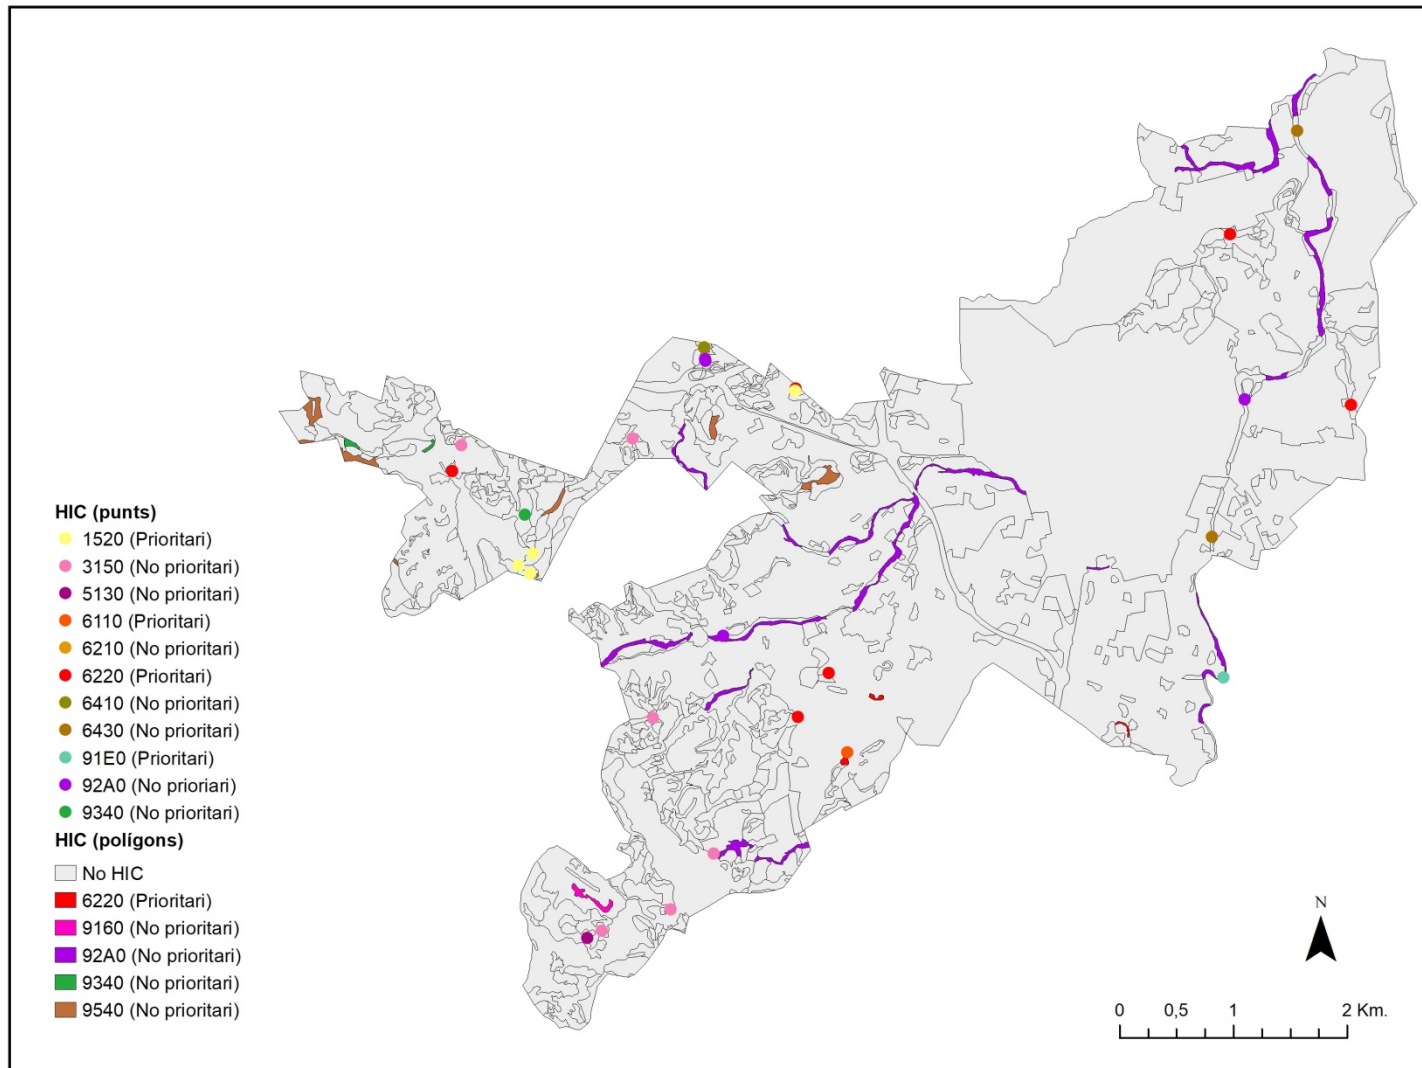 HIC (punts)
1520 (Prioritari)
3150 (No prioritari)
5130 (No prioritari)
6110 (Prioritari)
6210 (No prioritari)
6220 (Prioritari)
6410 (No prioritari)
6430 (No prioritari)
91E0 (Prioritari)
92A0 (No prioriari)
9340 (No prioritari)
HIC (polígons)
No HIC
6220 (Prioritari)
9160 (No prioritari)
92A0 (No prioritari)
9340 (No prioritari)
9540 (No prioritari)
N
0 0,5 1 2 Km.